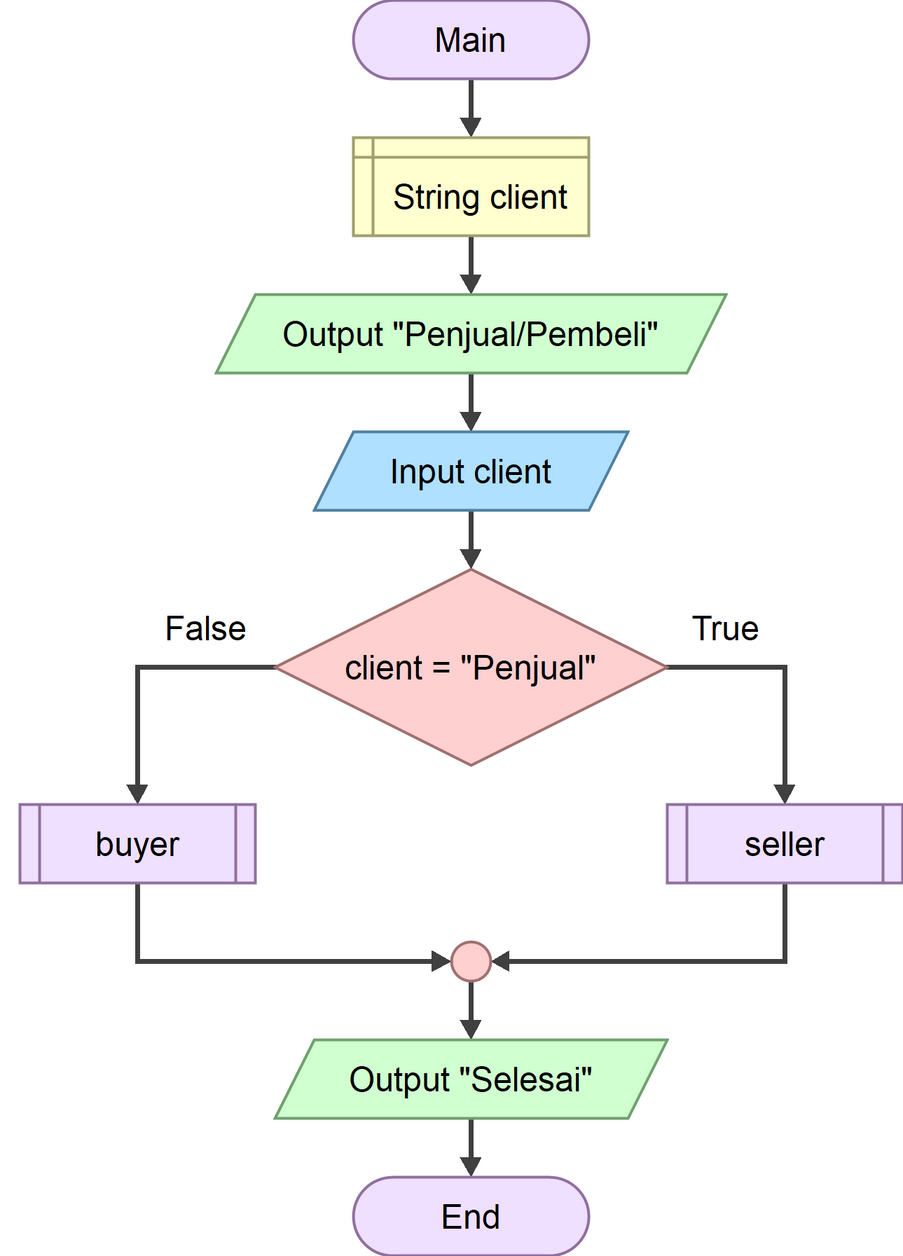 Main
String client
Output "Penjual/Pembeli"
Input client
False
True
client = "Penjual"
buyer
seller
Output "Selesai"
End